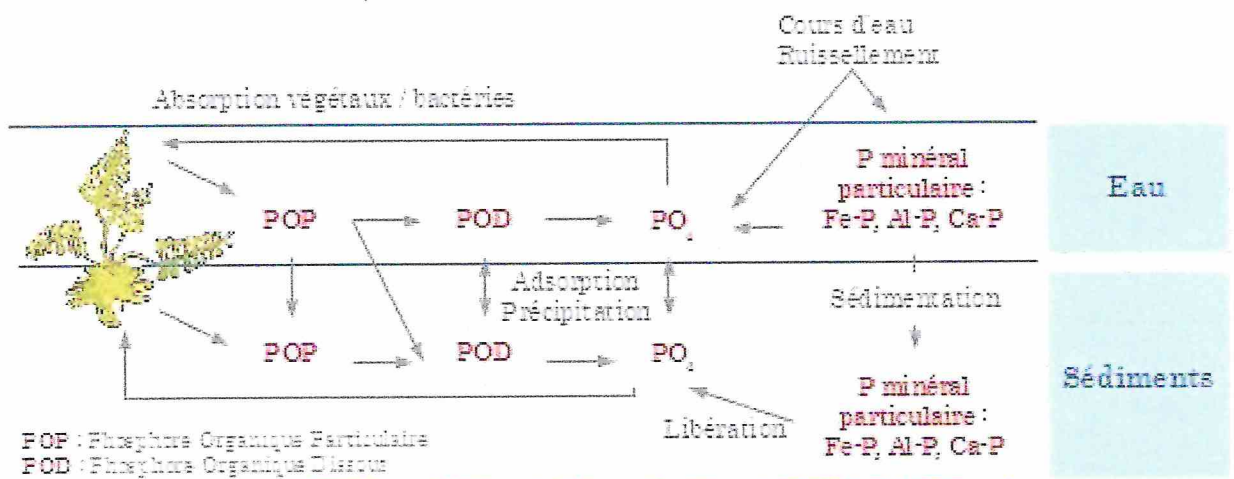 Cours d'eau
Ruissellement
Absorption végétaux / bactéries
P minéral
particulaire :
Fe-P, Al-P, Ca-P
Eau
POP
POD
PO4
Adsorption
Précipitation
Sédimentation
POP
POD
PO4
Sédiments
P minéral
particulaire :
Fe-P, Al-P, Ca-P
Libération
POP : Phosphore Organique Particulaire
POD : Phosphore Organique Dissous